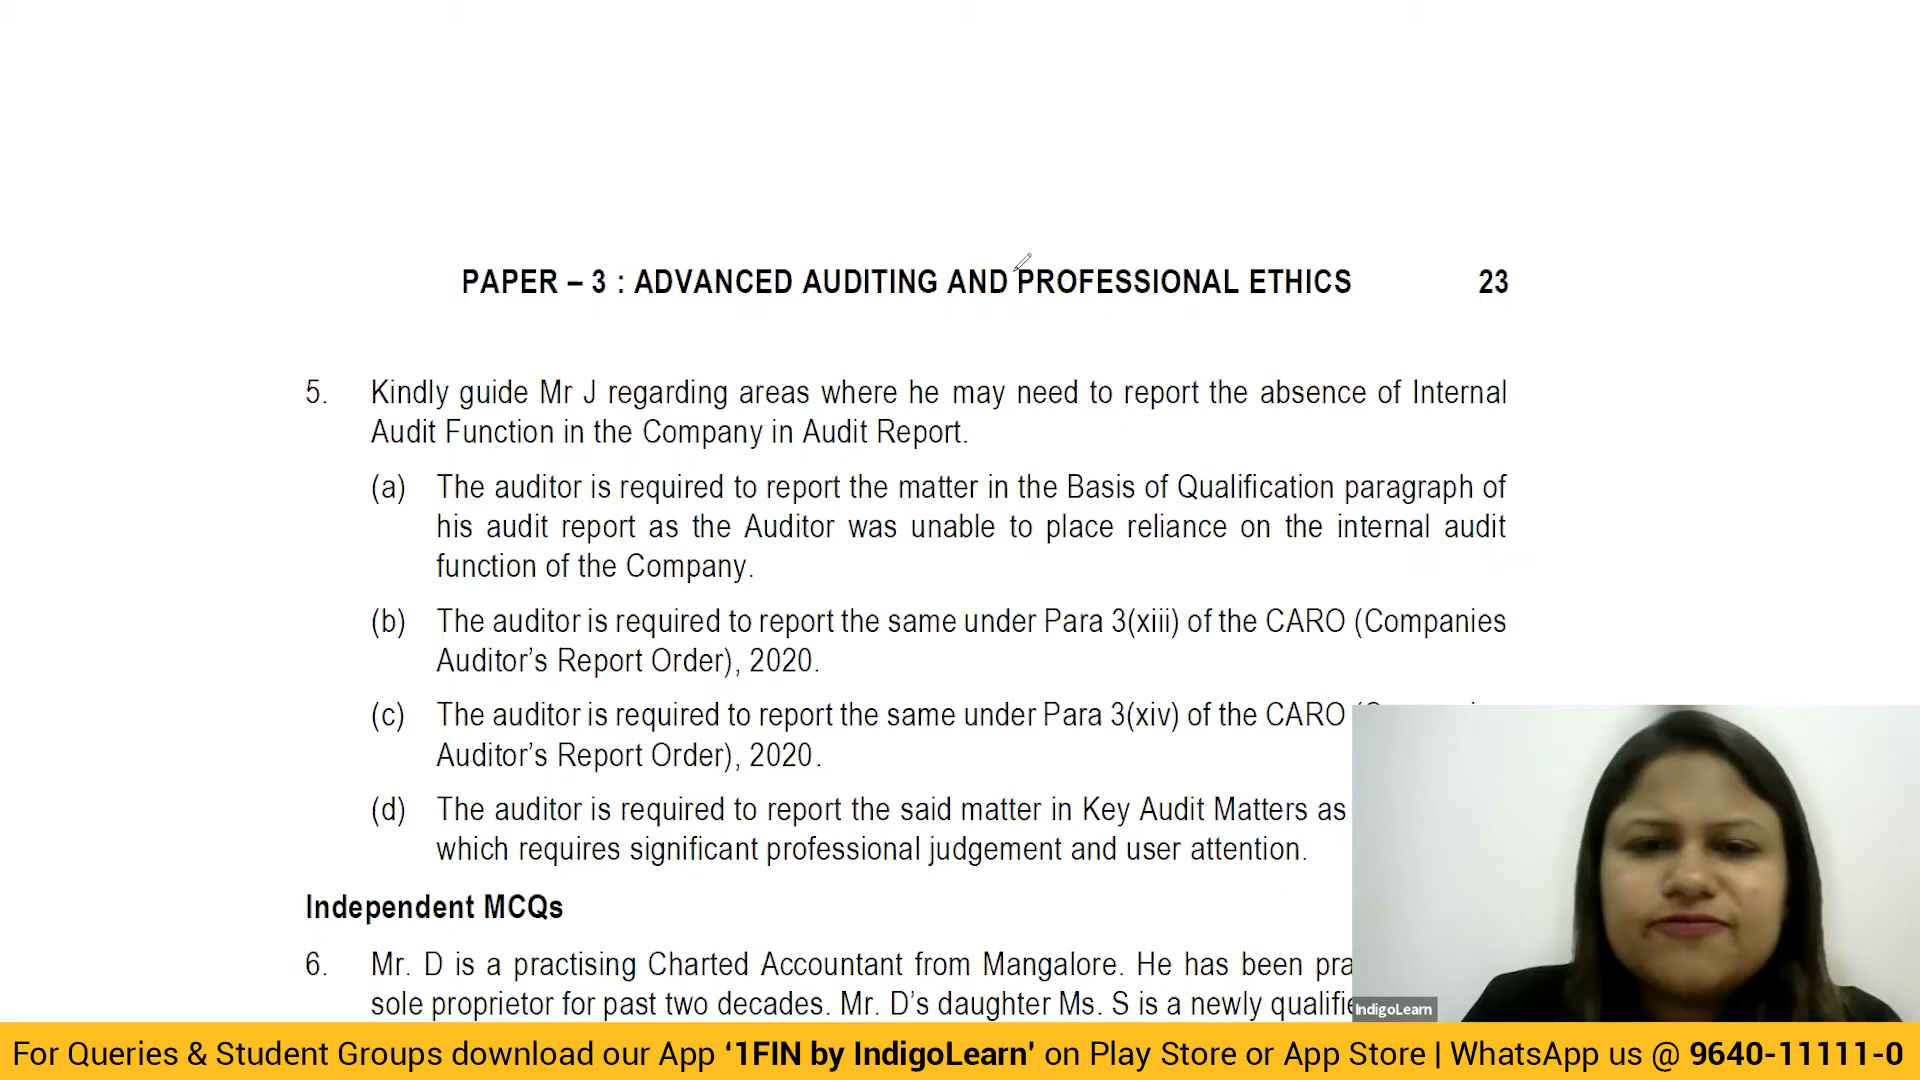 PAPER – 3 : ADVANCED AUDITING AND PROFESSIONAL ETHICS 23
5. Kindly guide Mr J regarding areas where he may need to report the absence of Internal
Audit Function in the Company in Audit Report.
(a) The auditor is required to report the matter in the Basis of Qualification paragraph of
his audit report as the Auditor was unable to place reliance on the internal audit
function of the Company.
(b) The auditor is required to report the same under Para 3(xiii) of the CARO (Companies
Auditor’s Report Order), 2020.
(c) The auditor is required to report the same under Para 3(xiv) of the CARO
Auditor’s Report Order), 2020.
(d) The auditor is required to report the said matter in Key Audit Matters as
which requires significant professional judgement and user attention.
Independent MCQs
6. Mr. D is a practising Charted Accountant from Mangalore. He has been
sole proprietor for past two decades. Mr. D’s daughter Ms. S is a newly
IndigoLearn
For Queries & Student Groups download our App ‘1FIN by IndigoLearn’ on Play Store or App Store | WhatsApp us @ 9640-11111-0